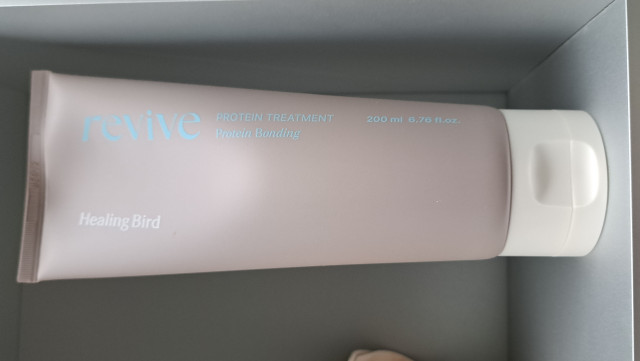 revive PROTEIN TREATMENT 200 ml 6.76 fl.oz.
Protein Bonding
Healing Bird